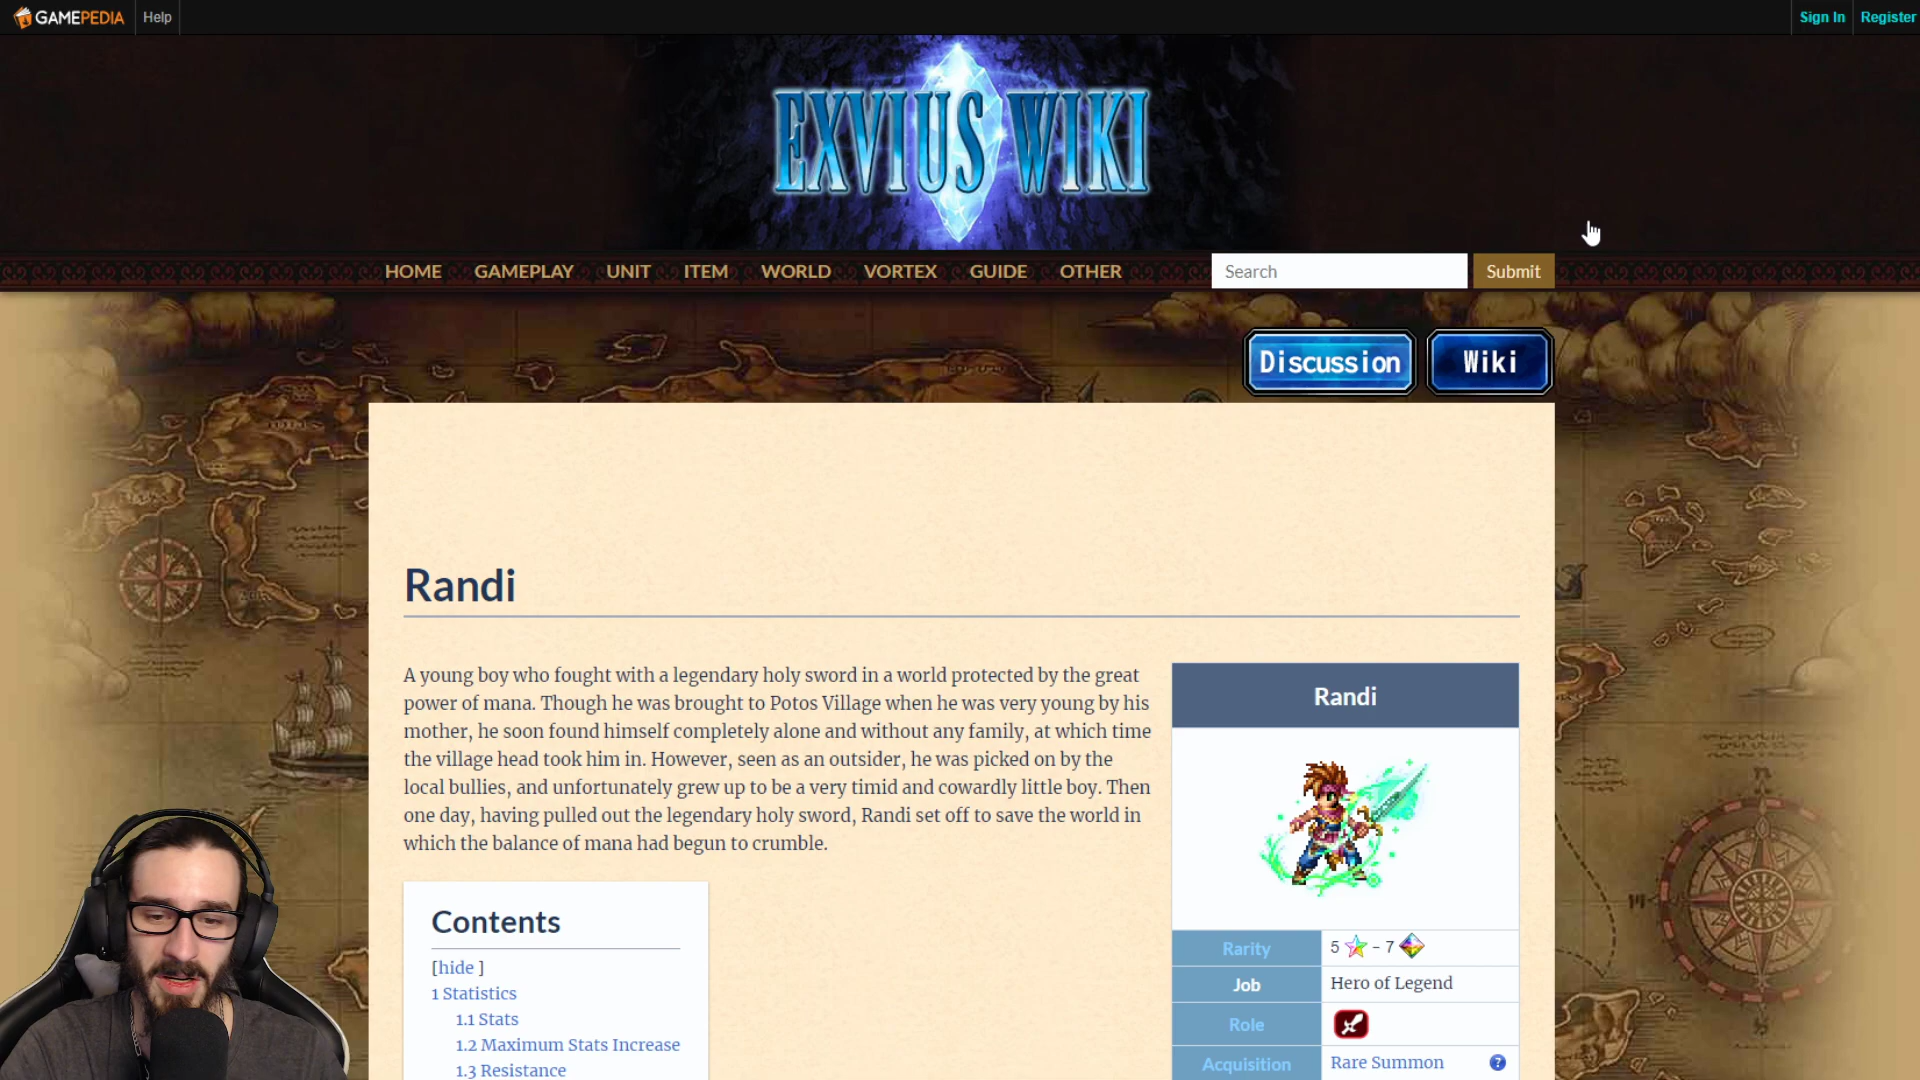 GAMEPEDIA Help Sign In Register
EXVIUS WIKI
HOME GAMEPLAY UNIT ITEM WORLD VORTEX GUIDE OTHER Search Submit
Discussion Wiki
Randi
A young boy who fought with a legendary holy sword in a world protected by the great
power of mana. Though he was brought to Potos Village when he was very young by his
mother, he soon found himself completely alone and without any family, at which time
the village head took him in. However, seen as an outsider, he was picked on by the
local bullies, and unfortunately grew up to be a very timid and cowardly little boy. Then
one day, having pulled out the legendary holy sword, Randi set off to save the world in
which the balance of mana had begun to crumble.
Contents
[hide ]
1 Statistics
1.1 Stats
1.2 Maximum Stats Increase
1.3 Resistance
Randi
Rarity 5 - 7
Job Hero of Legend
Role
Acquisition Rare Summon ?